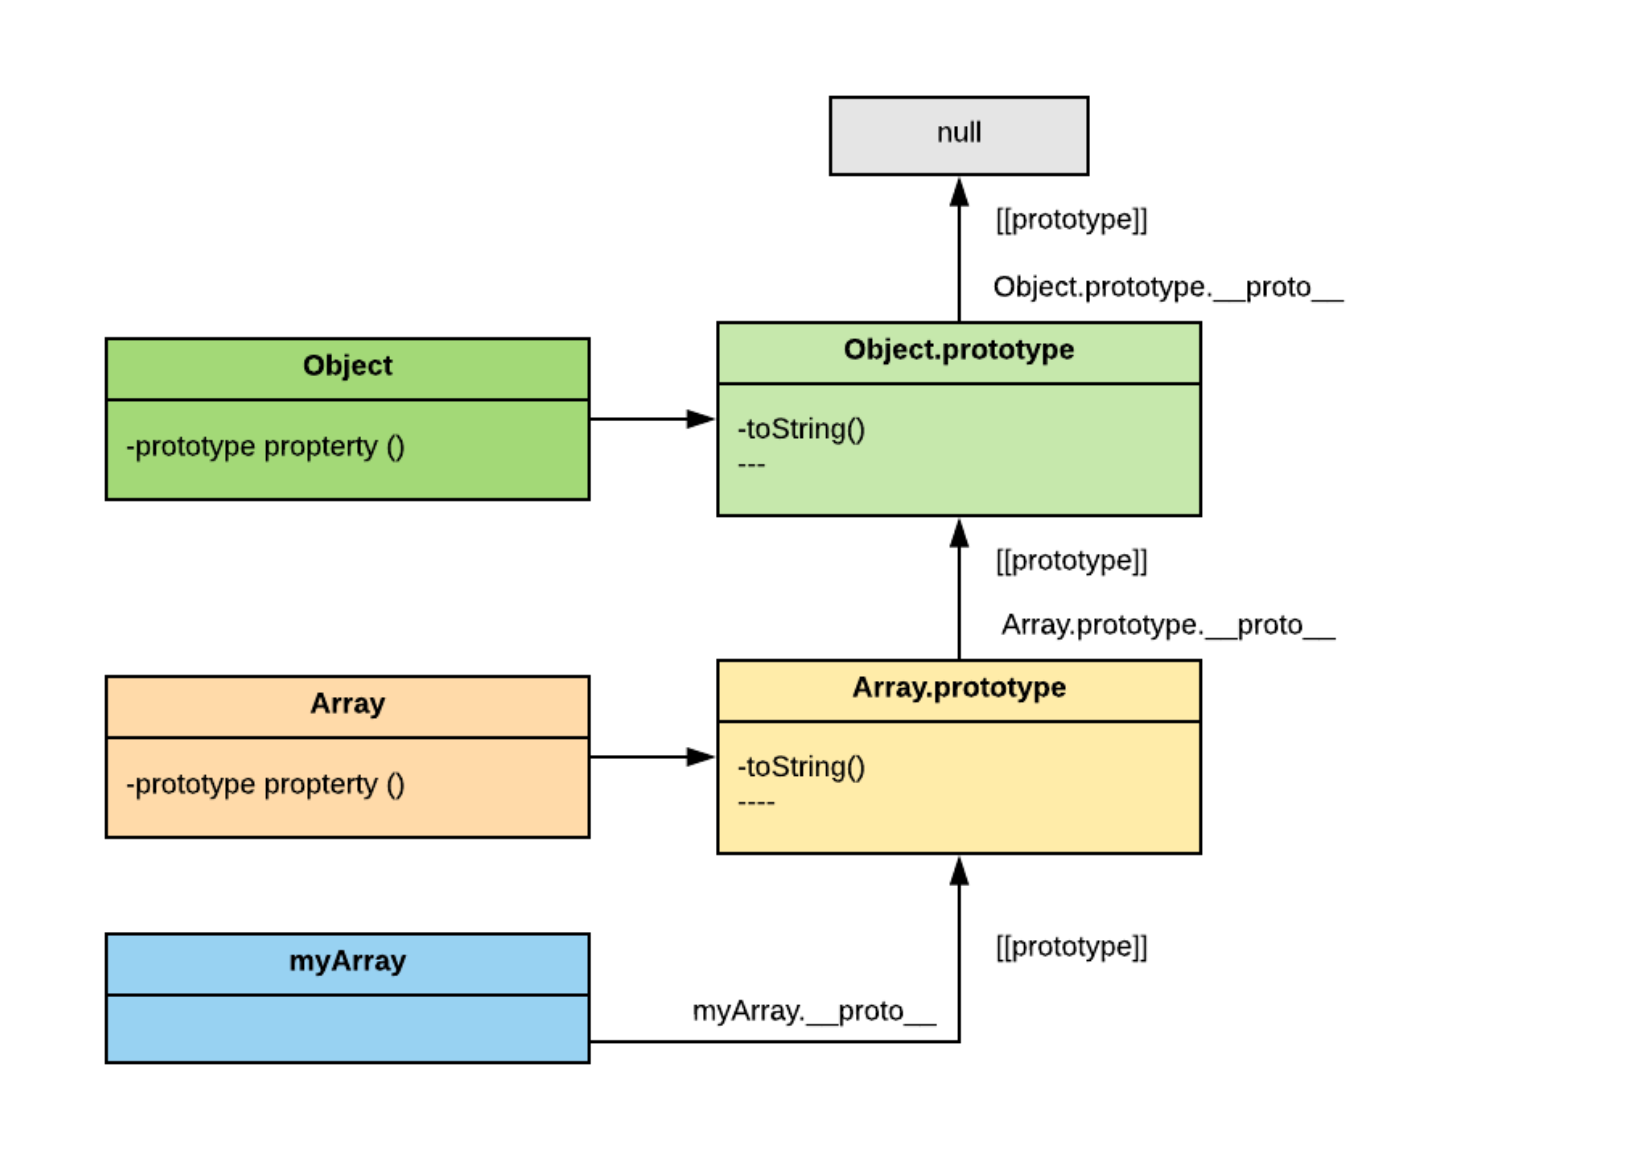 null
[[prototype]]
Object.prototype.__proto__
Object
-prototype propterty ()
Object.prototype
-toString()
---
[[prototype]]
Array.prototype.__proto__
Array
-prototype propterty ()
Array.prototype
-toString()
----
myArray
[[prototype]]
myArray.__proto__